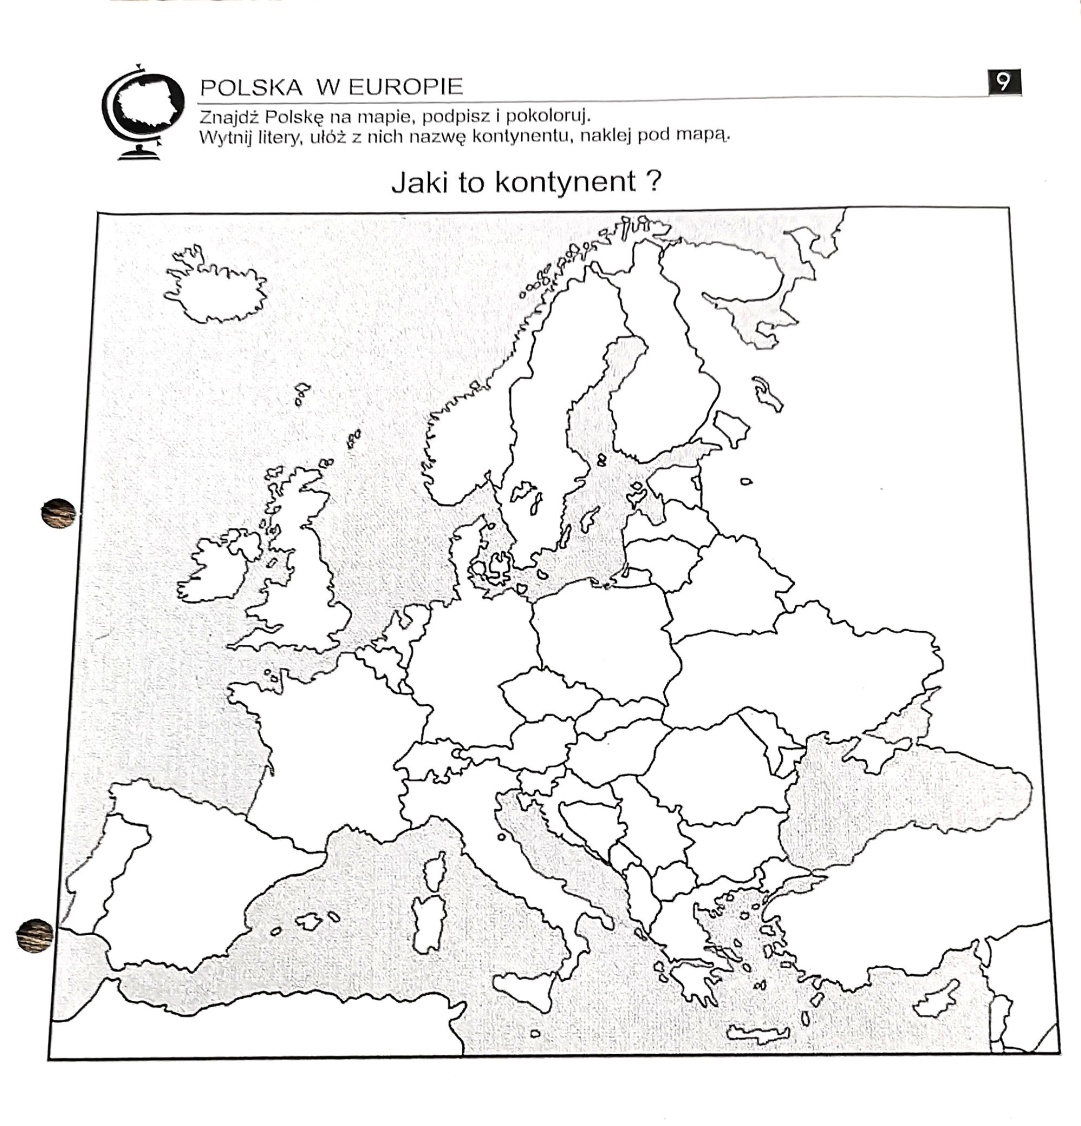 POLSKA W EUROPIE
9
Znajdź Polskę na mapie, podpisz i pokoloruj.
Wytnij litery, ułóż z nich nazwę kontynentu, naklej pod mapą.
Jaki to kontynent ?